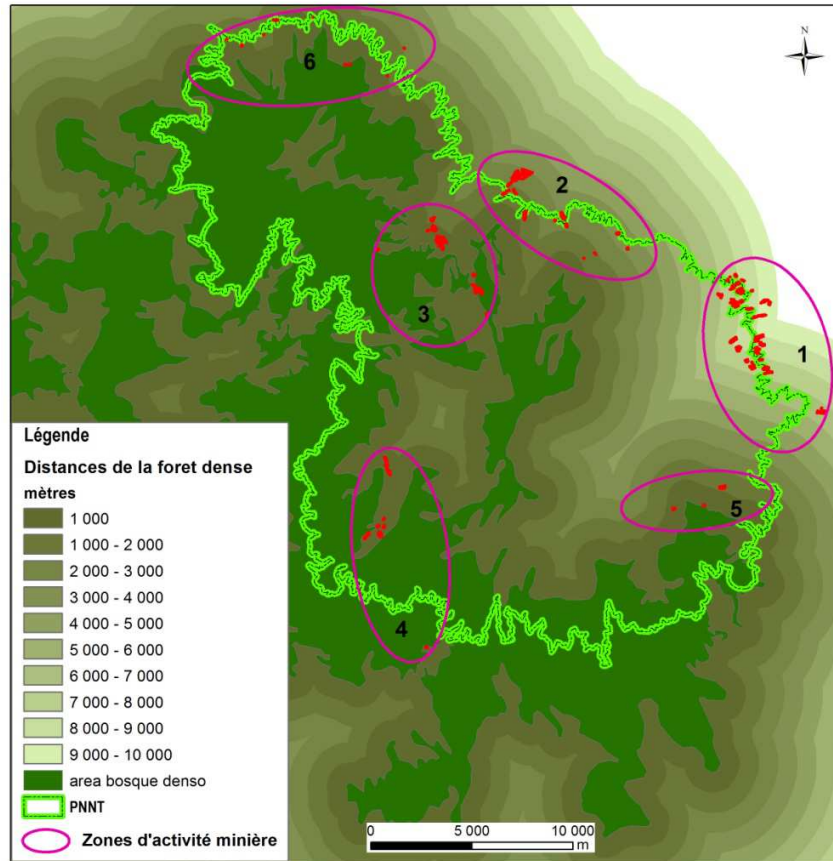 N
6
2
3
1
5
4
Légende
Distances de la foret dense
mètres
1 000
1 000 - 2 000
2 000 - 3 000
3 000 - 4 000
4 000 - 5 000
5 000 - 6 000
6 000 - 7 000
7 000 - 8 000
8 000 - 9 000
9 000 - 10 000
area bosque denso
PNNT
Zones d'activité minière
0 5 000 10 000
m